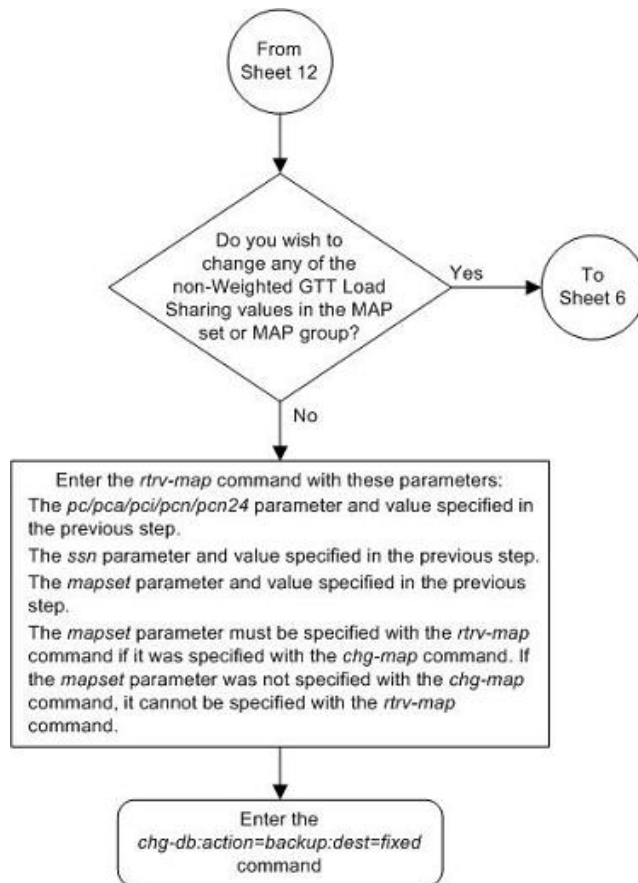 From
Sheet 12
Do you wish to
change any of the
non-Weighted GTT Load
Sharing values in the MAP
set or MAP group?
Yes
To
Sheet 6
No
Enter the rtrv-map command with these parameters:
The pc/pca/pci/pcn/pcn24 parameter and value specified in
the previous step.
The ssn parameter and value specified in the previous step.
The mapset parameter and value specified in the previous
step.
The mapset parameter must be specified with the rtrv-map
command if it was specified with the chg-map command. If
the mapset parameter was not specified with the chg-map
command, it cannot be specified with the rtrv-map
command.
Enter the
chg-db:action=backup:dest=fixed
command